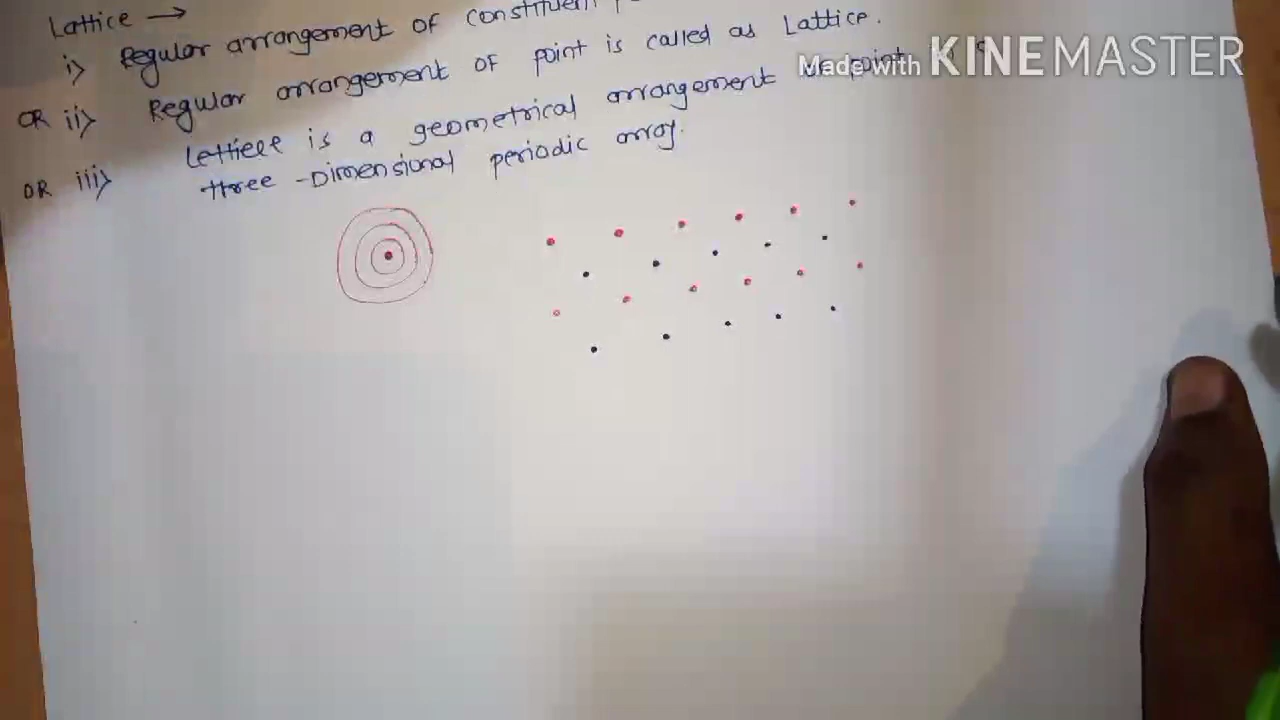 Lattice →
i> Regular arrangement of constituent
OR ii> Regular arrangement of point is called as Lattice.
OR iii> Lettiece is a geometrical arrangement
three-Dimensional periodic array.
Made with KINEMASTER